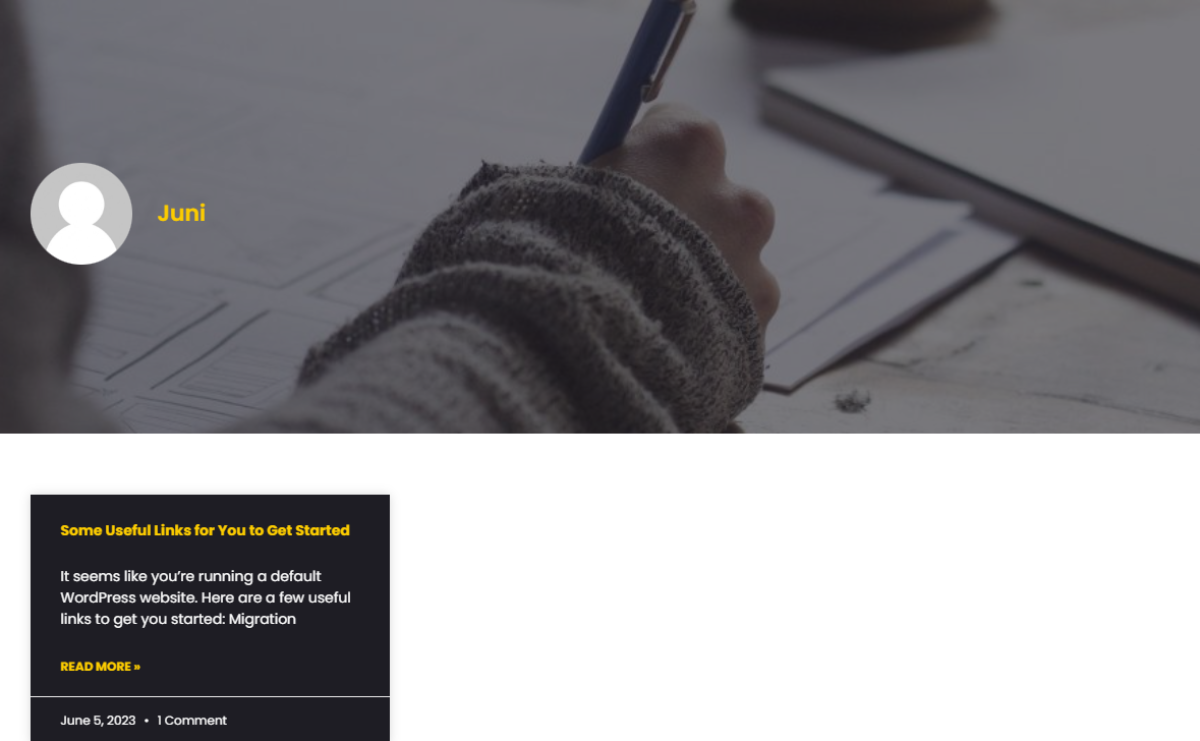 Juni
Some Useful Links for You to Get Started
It seems like you’re running a default
WordPress website. Here are a few useful
links to get you started: Migration
READ MORE »
June 5, 2023 • 1 Comment